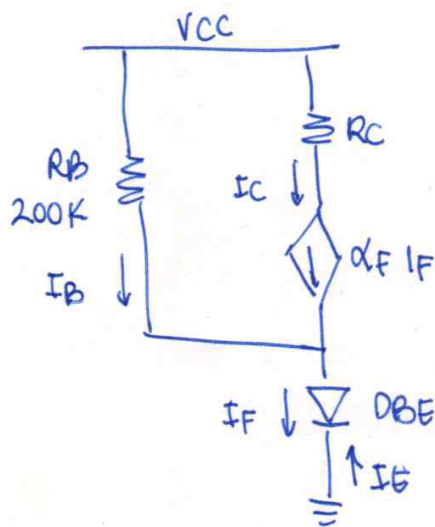 VCC
RC
RB
200K
IC
αF IF
IB
IF
DBE
IE